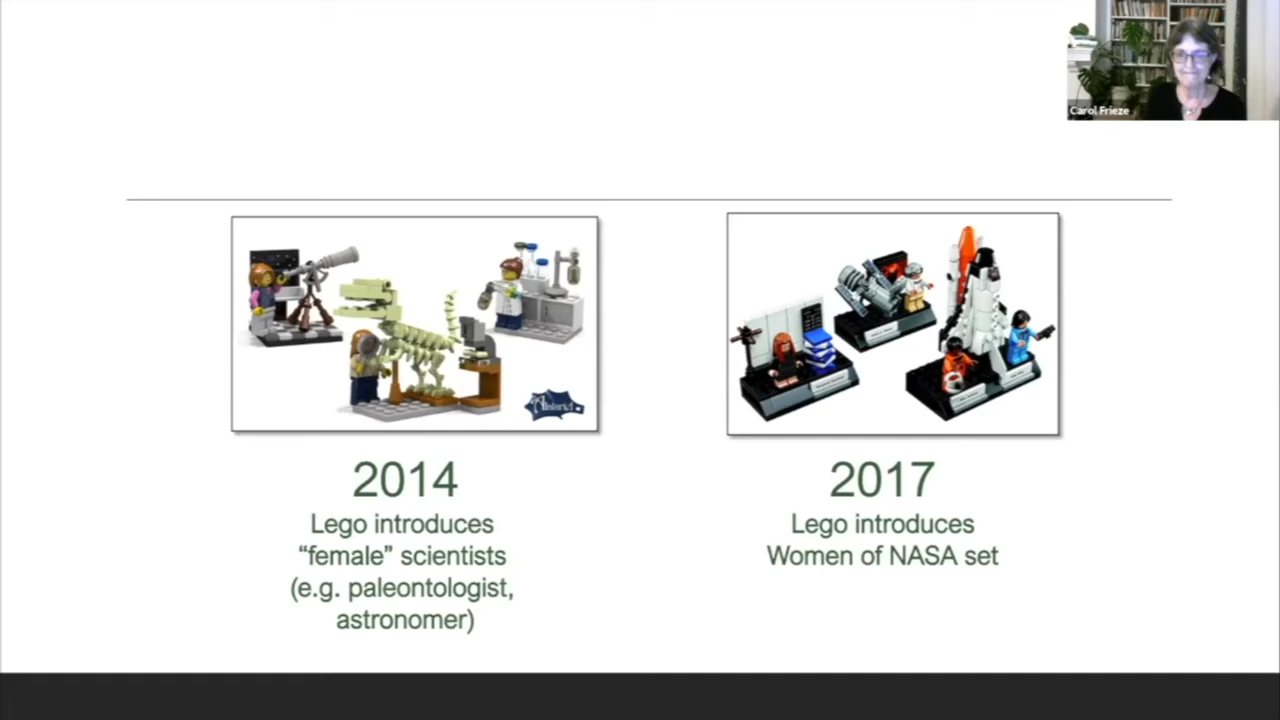 Carol Frieze
2014
Lego introduces
“female” scientists
(e.g. paleontologist,
astronomer)
2017
Lego introduces
Women of NASA set